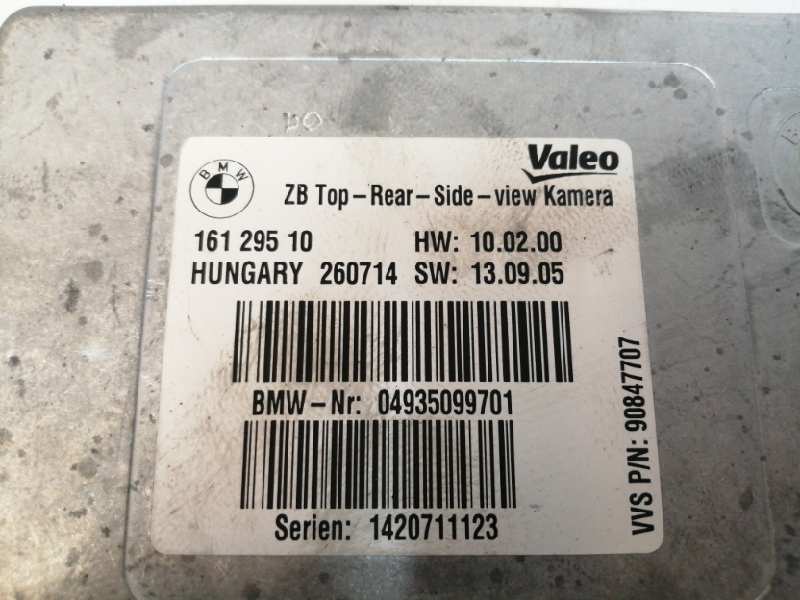 BMW
Valeo
ZB Top-Rear-Side-view Kamera
161 295 10 HW: 10.02.00
HUNGARY 260714 SW: 13.09.05
BMW-Nr: 04935099701
Serien: 1420711123
VVS P/N: 90847707